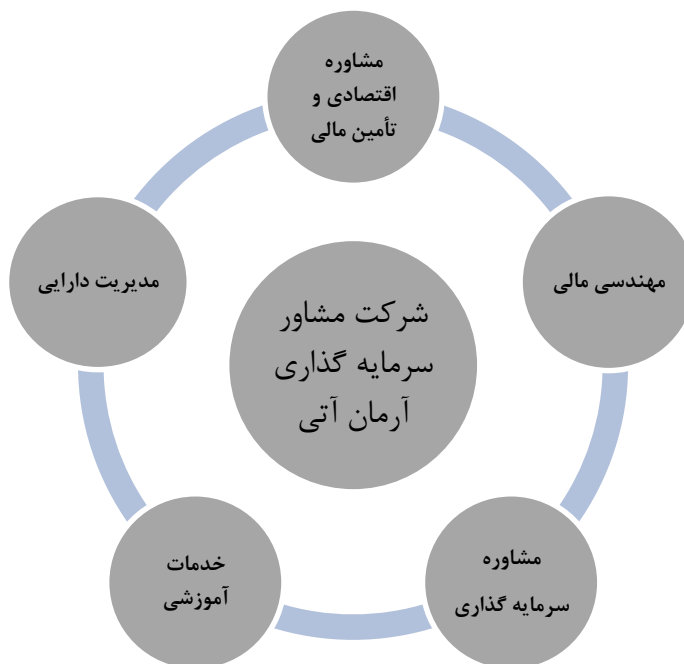 مشاوره
اقتصادی و
تأمین مالی
مهندسی مالی
مدیریت دارایی
شرکت مشاور
سرمایه گذاری
آرمان آتی
مشاوره
سرمایه گذاری
خدمات
آموزشی